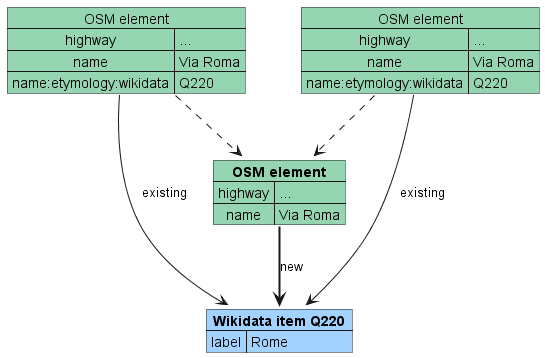 OSM element
highway ...
name Via Roma
name:etymology:wikidata Q220
OSM element
highway ...
name Via Roma
name:etymology:wikidata Q220
OSM element
highway ...
name Via Roma
existing
existing
new
Wikidata item Q220
label Rome